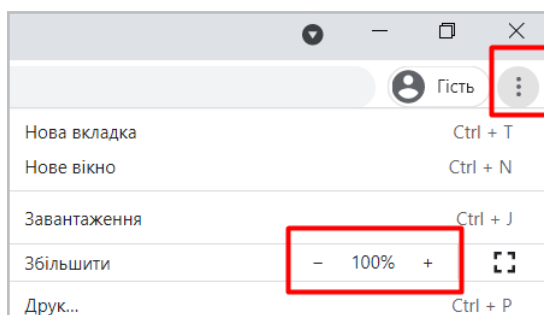 Гість
Нова вкладка Ctrl + T
Нове вікно Ctrl + N
Завантаження Ctrl + J
Збільшити − 100% +
Друк... Ctrl + P